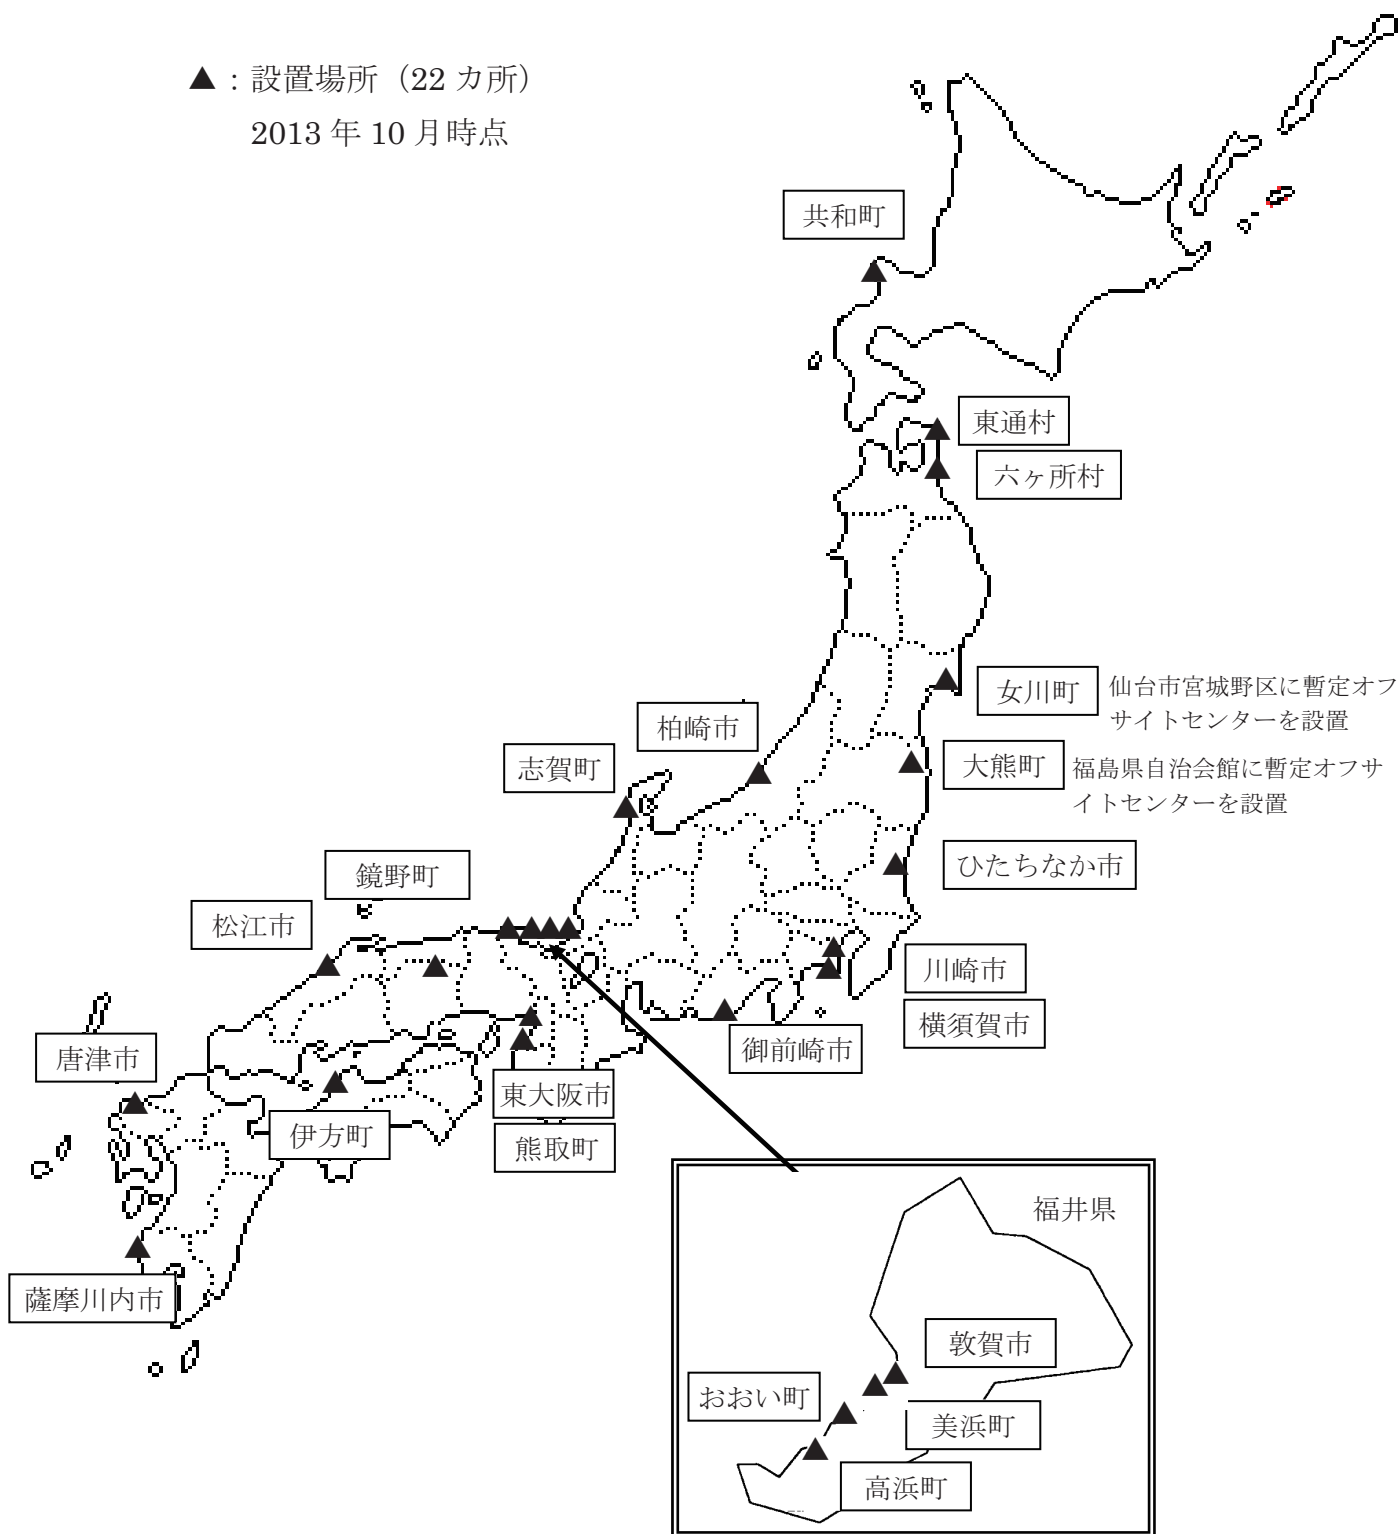 ▲：設置場所（22 カ所）
2013 年 10 月時点
共和町
東通村
六ヶ所村
女川町
仙台市宮城野区に暫定オフ
サイトセンターを設置
柏崎市
志賀町
大熊町
福島県自治会館に暫定オフサ
イトセンターを設置
ひたちなか市
鏡野町
松江市
川崎市
横須賀市
御前崎市
唐津市
東大阪市
伊方町
熊取町
薩摩川内市
福井県
敦賀市
おおい町
美浜町
高浜町